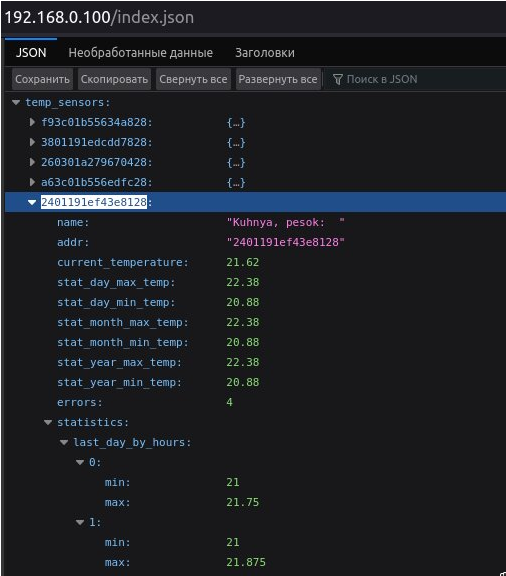 192.168.0.100/index.json
JSON Необработанные данные Заголовки
Сохранить Скопировать Свернуть все Развернуть все Поиск в JSON
temp_sensors:
f93c01b55634a828: {…}
3801191edcdd7828: {…}
260301a279670428: {…}
a63c01b556edfc28: {…}
2401191ef43e8128:
name: "Kuhnya, pesok:  "
addr: "2401191ef43e8128"
current_temperature: 21.62
stat_day_max_temp: 22.38
stat_day_min_temp: 20.88
stat_month_max_temp: 22.38
stat_month_min_temp: 20.88
stat_year_max_temp: 22.38
stat_year_min_temp: 20.88
errors: 4
statistics:
last_day_by_hours:
0:
min: 21
max: 21.75
1:
min: 21
max: 21.875